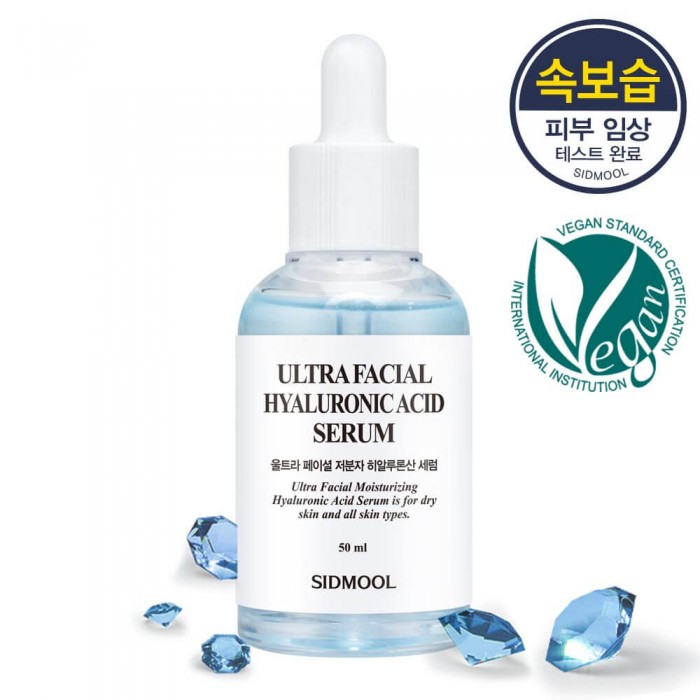 속보습
피부 임상
테스트 완료
SIDMOOL
VEGAN STANDARD CERTIFICATION
Vegan
INTERNATIONAL INSTITUTION
ULTRA FACIAL
HYALURONIC ACID
SERUM
울트라 페이셜 저분자 히알루론산 세럼
Ultra Facial Moisturizing
Hyaluronic Acid Serum is for dry
skin and all skin types.
50 ml
SIDMOOL